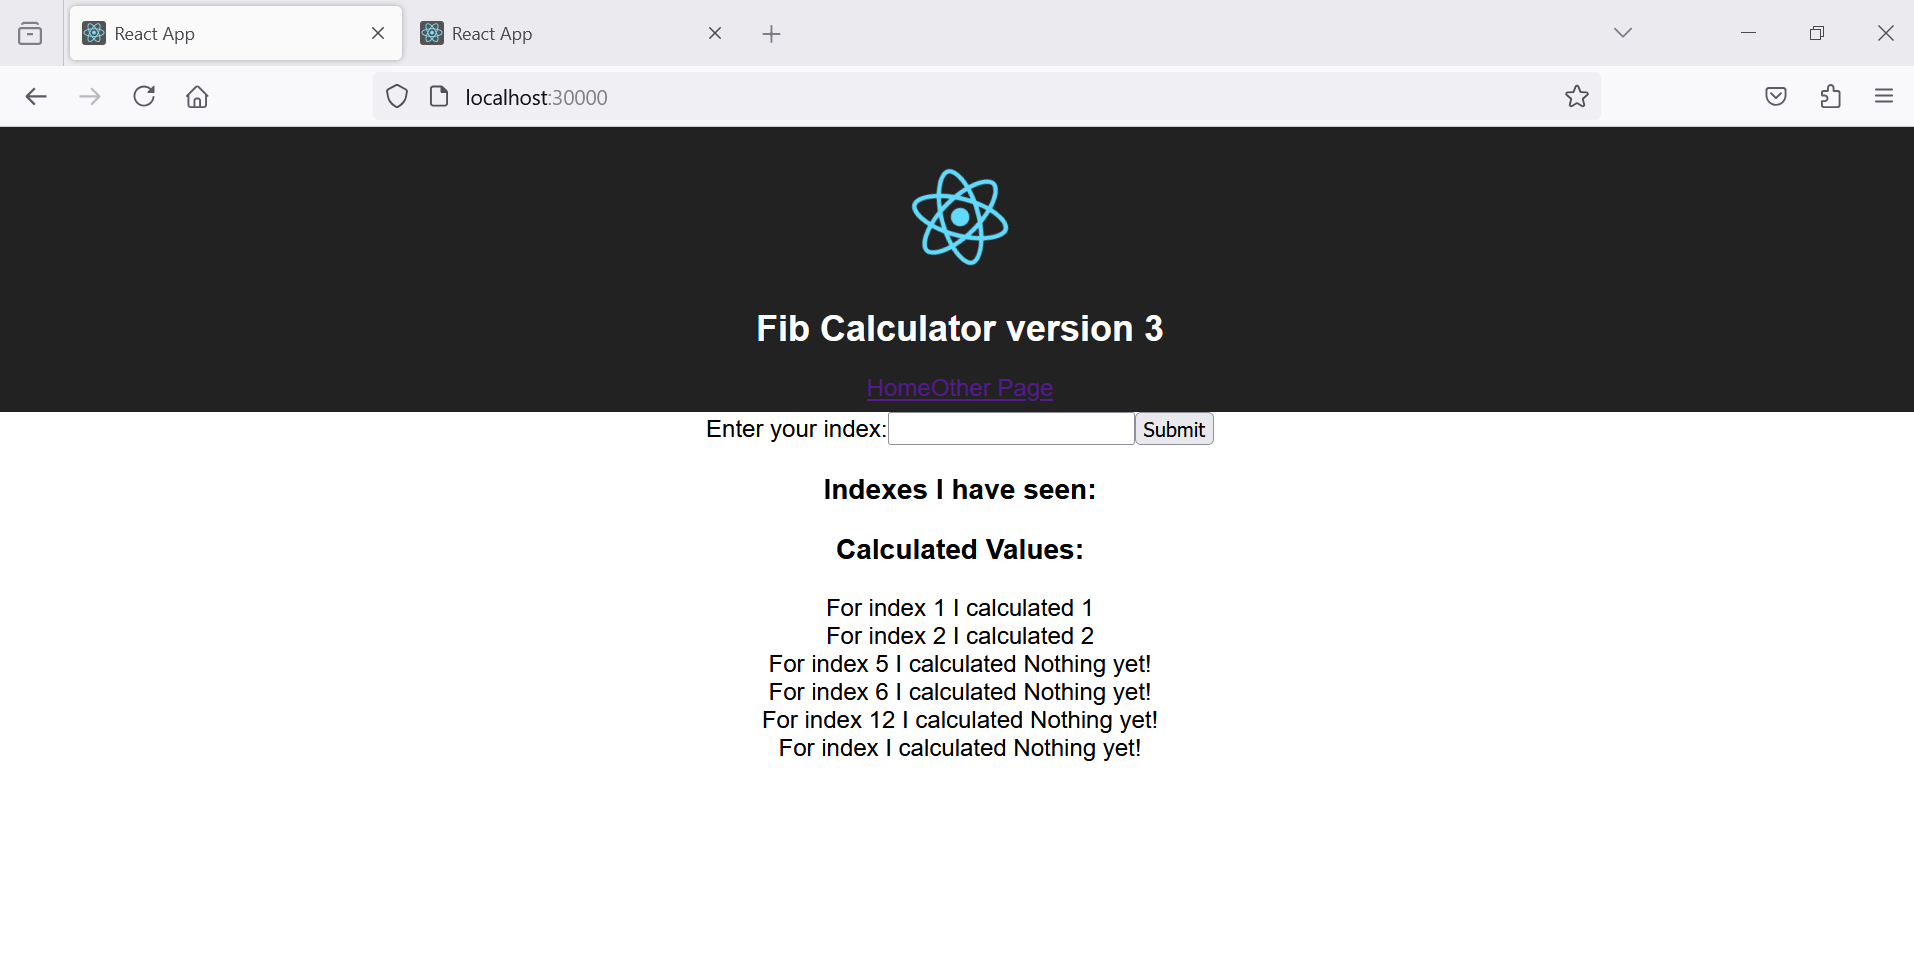 React App
React App
localhost:30000
Fib Calculator version 3
HomeOther Page
Enter your index: Submit
Indexes I have seen:
Calculated Values:
For index 1 I calculated 1
For index 2 I calculated 2
For index 5 I calculated Nothing yet!
For index 6 I calculated Nothing yet!
For index 12 I calculated Nothing yet!
For index I calculated Nothing yet!